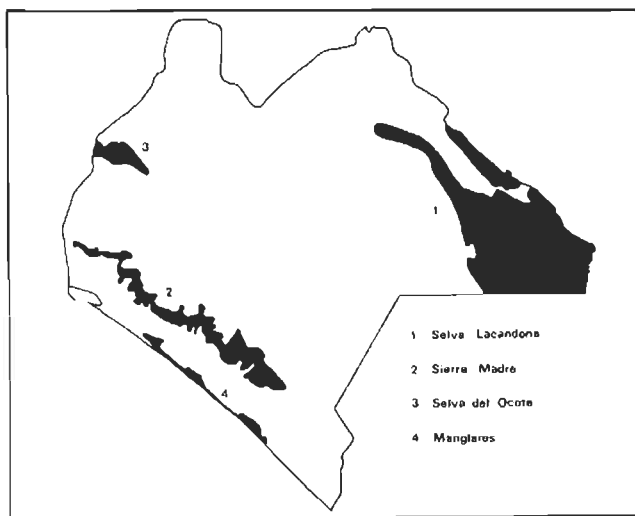 3
1
2
4
1 Selva Lacandona
2 Sierra Madre
3 Selva del Ocote
4 Manglares